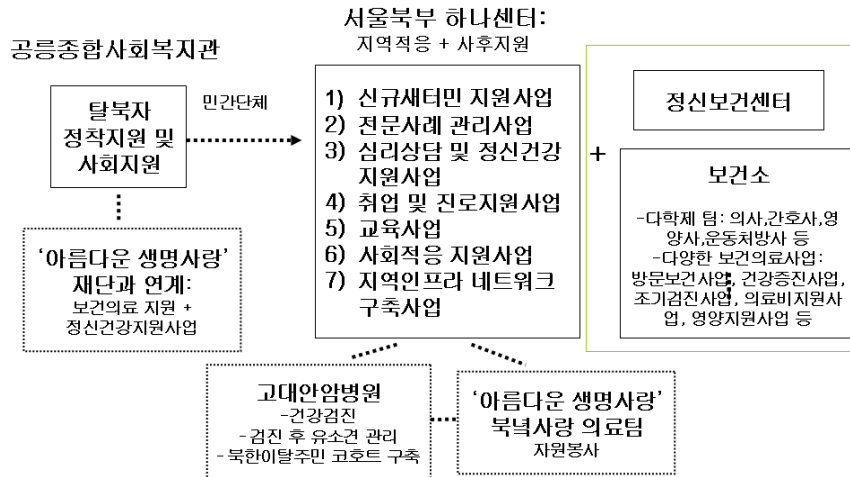 서울북부 하나센터:
지역적응 + 사후지원
공릉종합사회복지관
탈북자
정착지원 및
사회지원
민간단체
1) 신규새터민 지원사업
2) 전문사례 관리사업
3) 심리상담 및 정신건강
지원사업
4) 취업 및 진로지원사업
5) 교육사업
6) 사회적응 지원사업
7) 지역인프라 네트워크
구축사업
+
정신보건센터
보건소
-다학제 팀: 의사,간호사,영
양사,운동처방사 등
-다양한 보건의료사업:
방문보건사업, 건강증진사업,
조기검진사업, 의료비지원사
업, 영양지원사업 등
‘아름다운 생명사랑’
재단과 연계:
보건의료 지원 +
정신건강지원사업
고대안암병원
-건강검진
-검진 후 유소견 관리
-북한이탈주민 코호트 구축
‘아름다운 생명사랑’
북녘사랑 의료팀
자원봉사